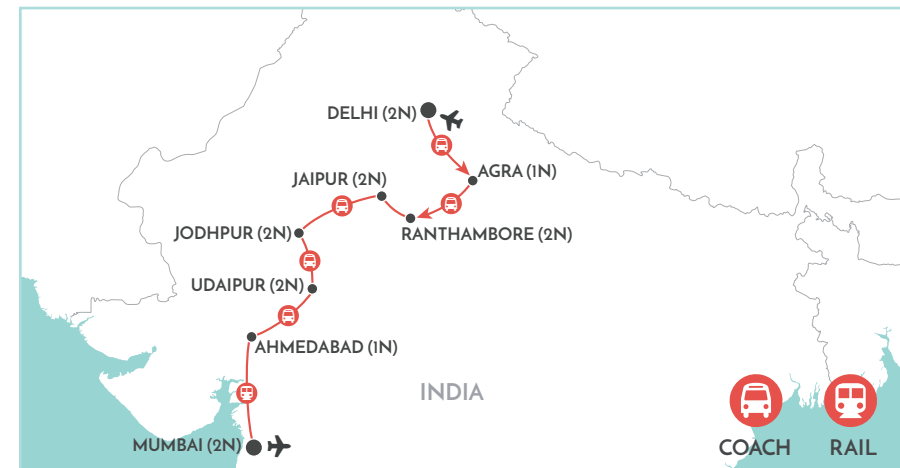 DELHI (2N)
AGRA (1N)
JAIPUR (2N)
RANTHAMBORE (2N)
JODHPUR (2N)
UDAIPUR (2N)
AHMEDABAD (1N)
INDIA
MUMBAI (2N)
COACH
RAIL